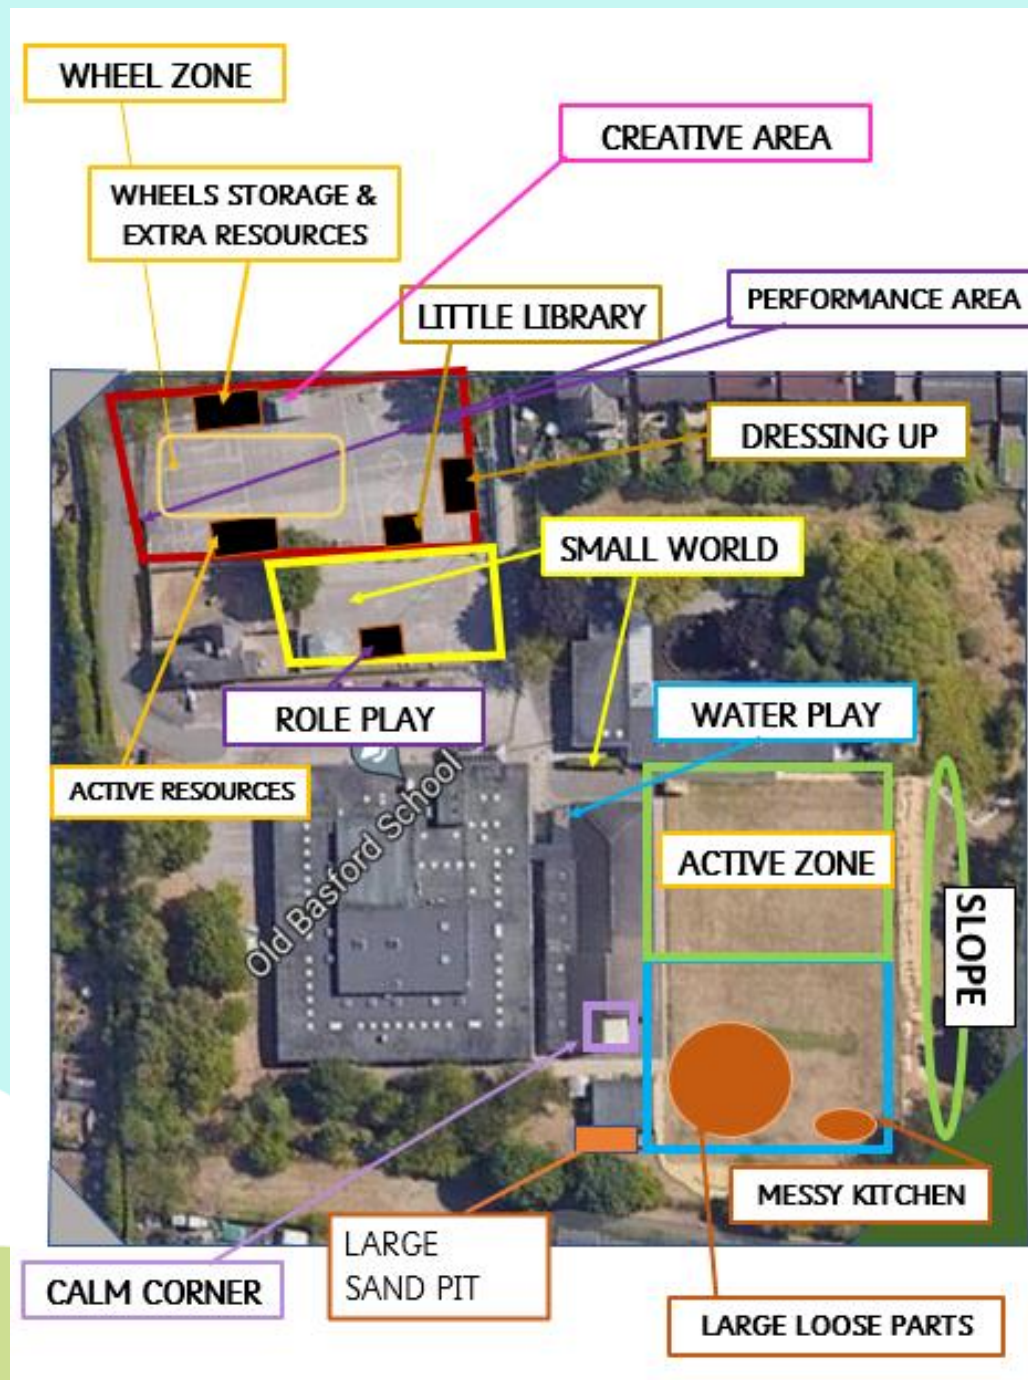 WHEEL ZONE
CREATIVE AREA
WHEELS STORAGE &
EXTRA RESOURCES
PERFORMANCE AREA
LITTLE LIBRARY
DRESSING UP
SMALL WORLD
ROLE PLAY
WATER PLAY
ACTIVE RESOURCES
Old Basford School
ACTIVE ZONE
SLOPE
MESSY KITCHEN
LARGE
SAND PIT
CALM CORNER
LARGE LOOSE PARTS